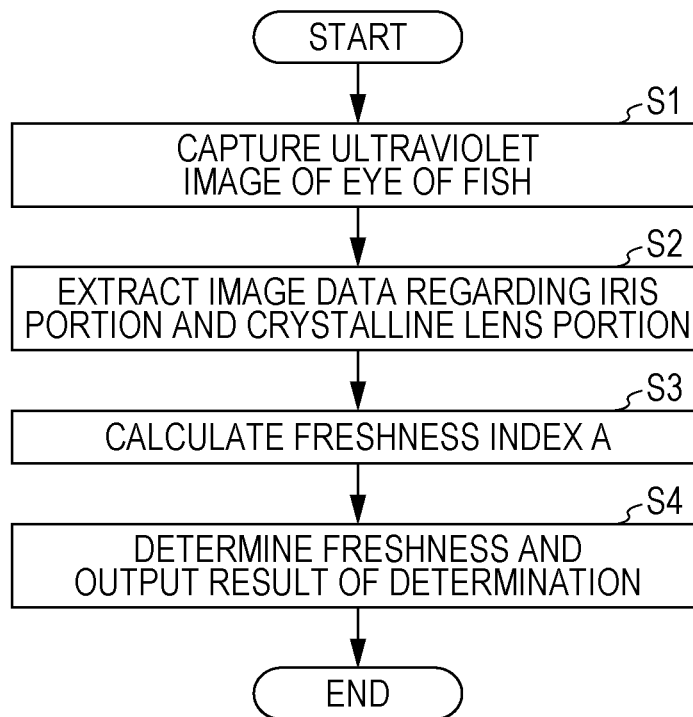 START
S1
CAPTURE ULTRAVIOLET
IMAGE OF EYE OF FISH
S2
EXTRACT IMAGE DATA REGARDING IRIS
PORTION AND CRYSTALLINE LENS PORTION
S3
CALCULATE FRESHNESS INDEX A
S4
DETERMINE FRESHNESS AND
OUTPUT RESULT OF DETERMINATION
END